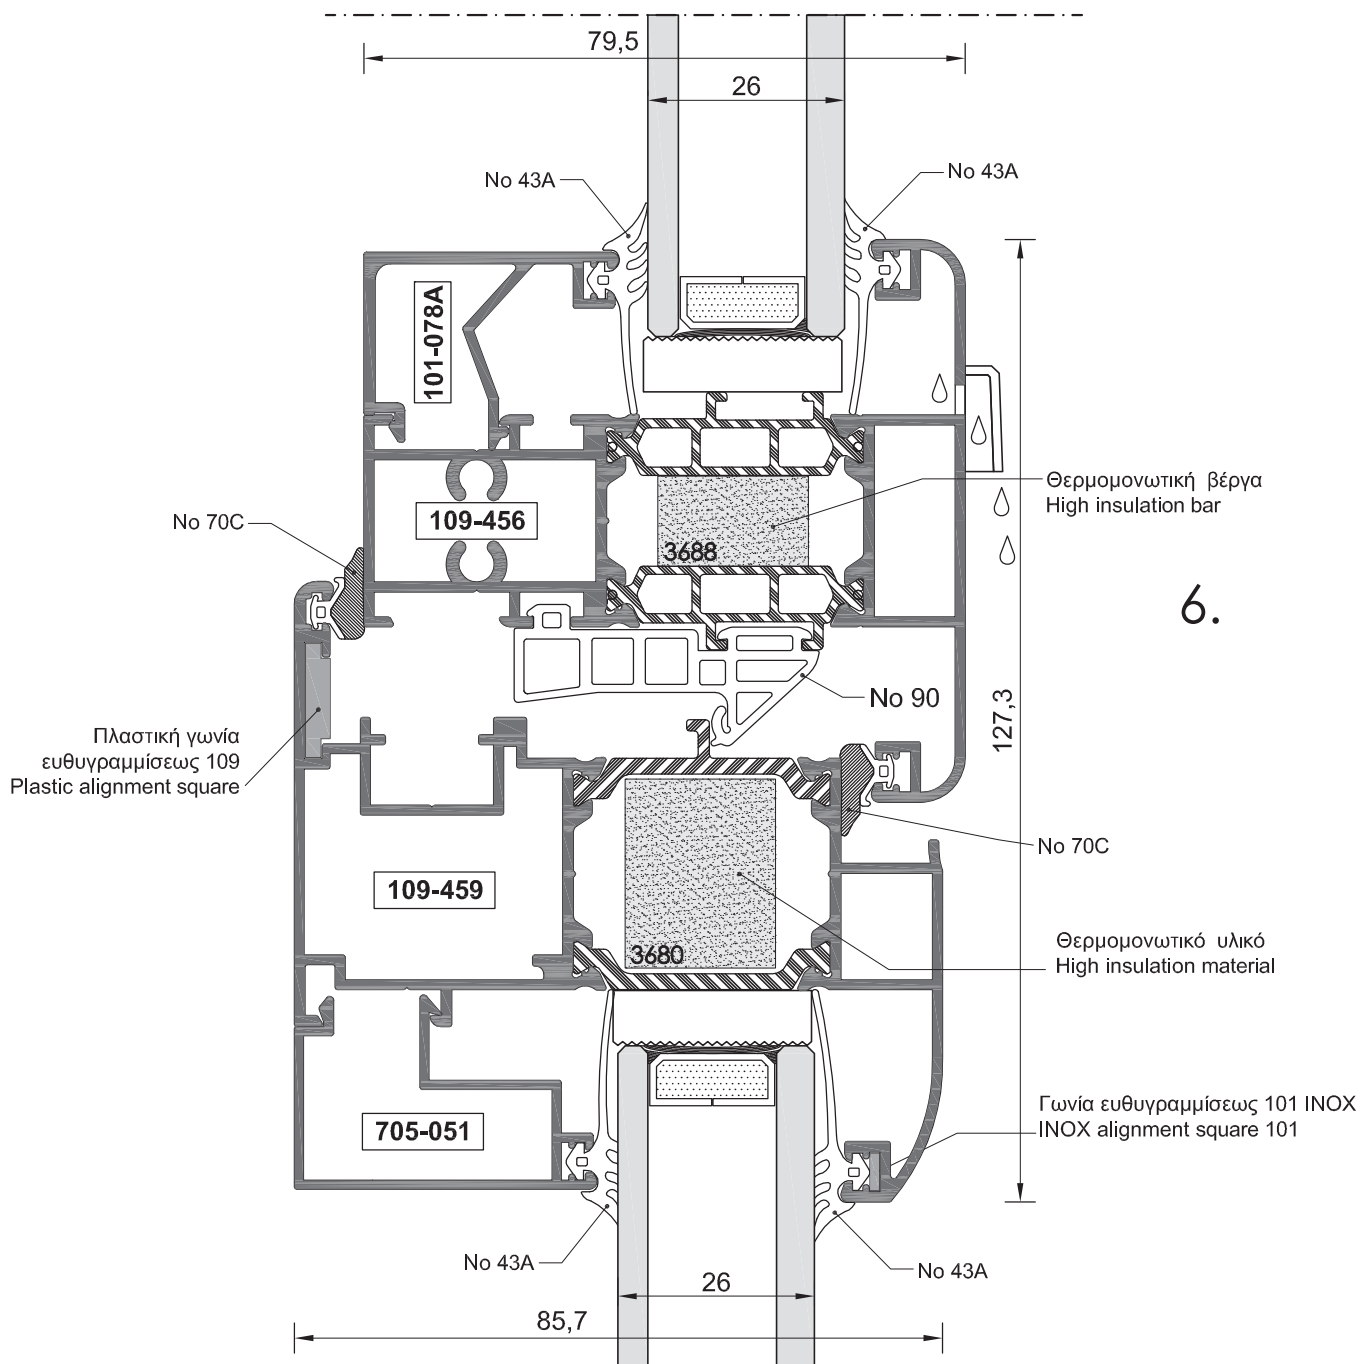 79,5
26
No 43A
No 43A
101-078A
Θερμομονωτική βέργα
High insulation bar
109-456
No 70C
3688
6.
No 90
127,3
Πλαστική γωνία
ευθυγραμμίσεως 109
Plastic alignment square
No 70C
109-459
Θερμομονωτικό υλικό
High insulation material
3680
Γωνία ευθυγραμμίσεως 101 INOX
INOX alignment square 101
705-051
No 43A
No 43A
26
85,7